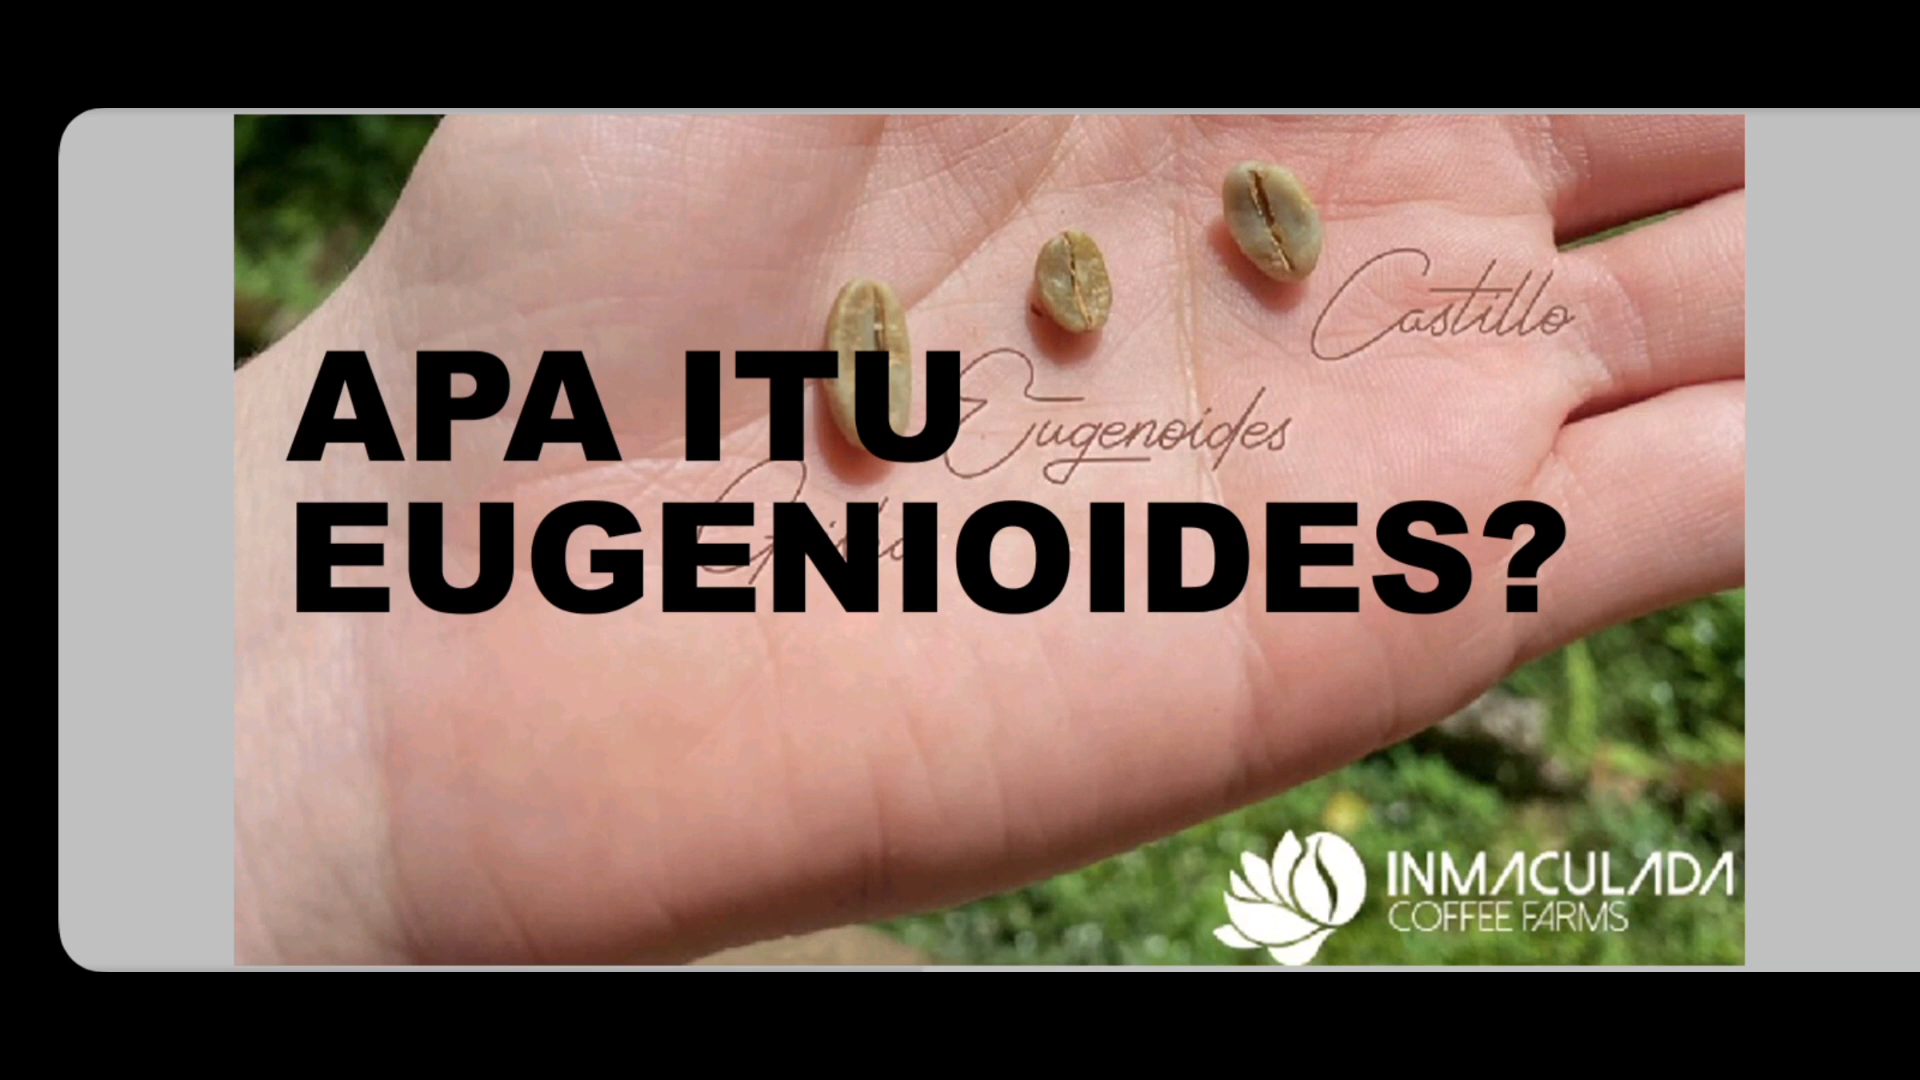 Castillo
Eugenoides
APA ITU
EUGENIOIDES?
INMACULADA
COFFEE FARMS